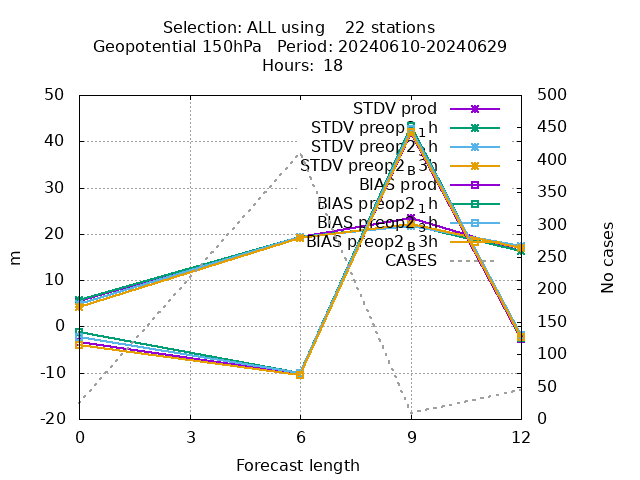 Selection: ALL using 22 stations
Geopotential 150hPa Period: 20240610-20240629
Hours: 18
STDV prod
STDV preop2_1h
STDV preop2_3h
STDV preop2_B3h
BIAS prod
BIAS preop2_1h
BIAS preop2_3h
BIAS preop2_B3h
CASES
50
40
30
20
10
0
-10
-20
m
500
450
400
350
300
250
200
150
100
50
0
No cases
0 3 6 9 12
Forecast length